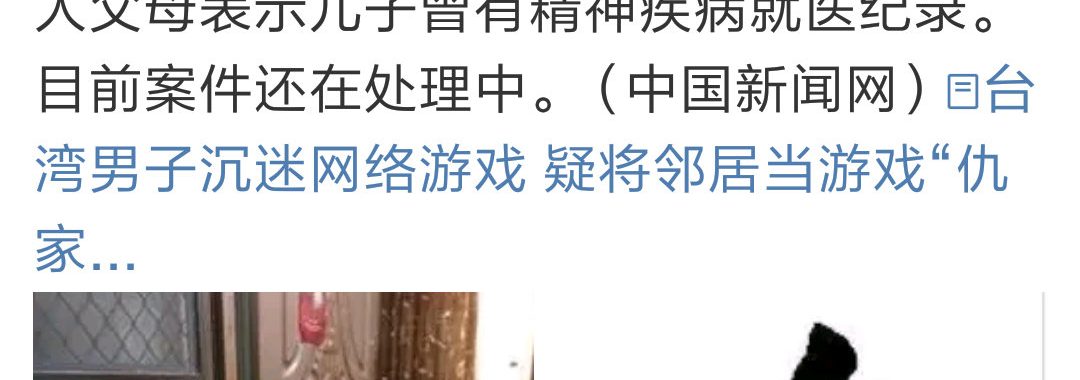 人父母表示儿子曾有精神疾病就医纪录。
目前案件还在处理中。（中国新闻网）台
湾男子沉迷网络游戏 疑将邻居当游戏“仇
家...